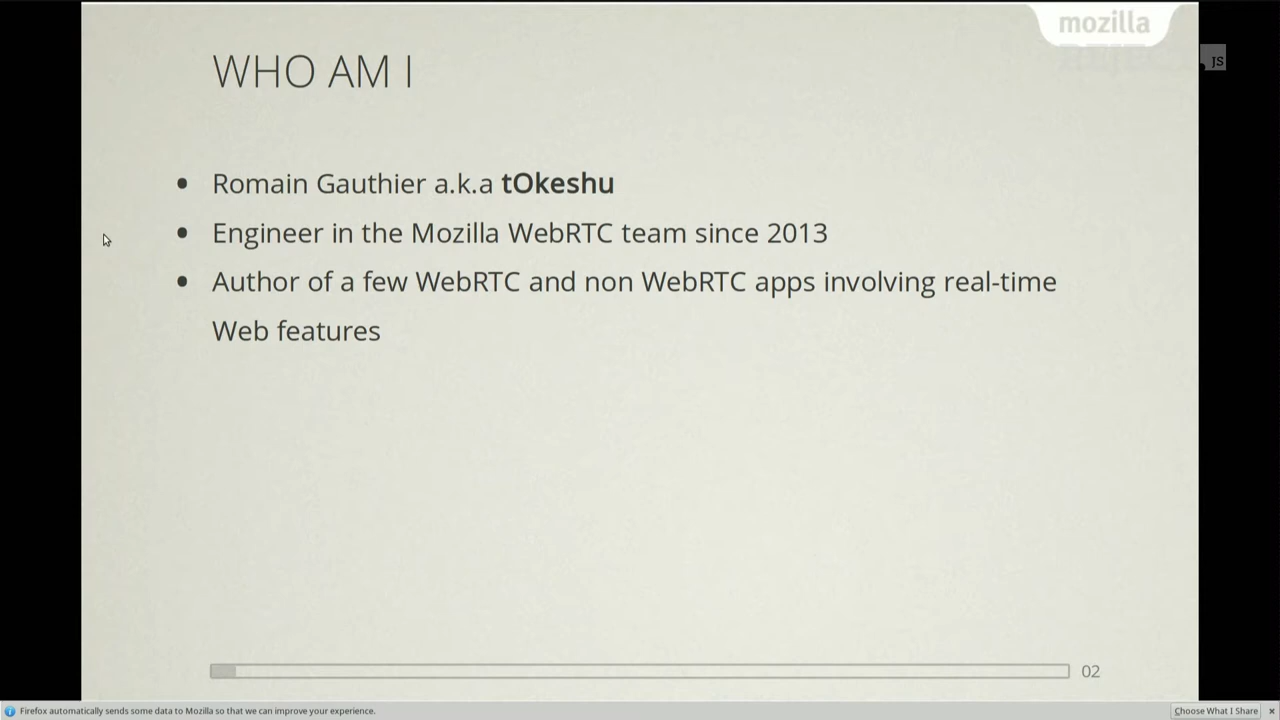 mozilla
JS
WHO AM I
Romain Gauthier a.k.a tOkeshu
Engineer in the Mozilla WebRTC team since 2013
Author of a few WebRTC and non WebRTC apps involving real-time
Web features
02
Firefox automatically sends some data to Mozilla so that we can improve your experience.
Choose What I Share